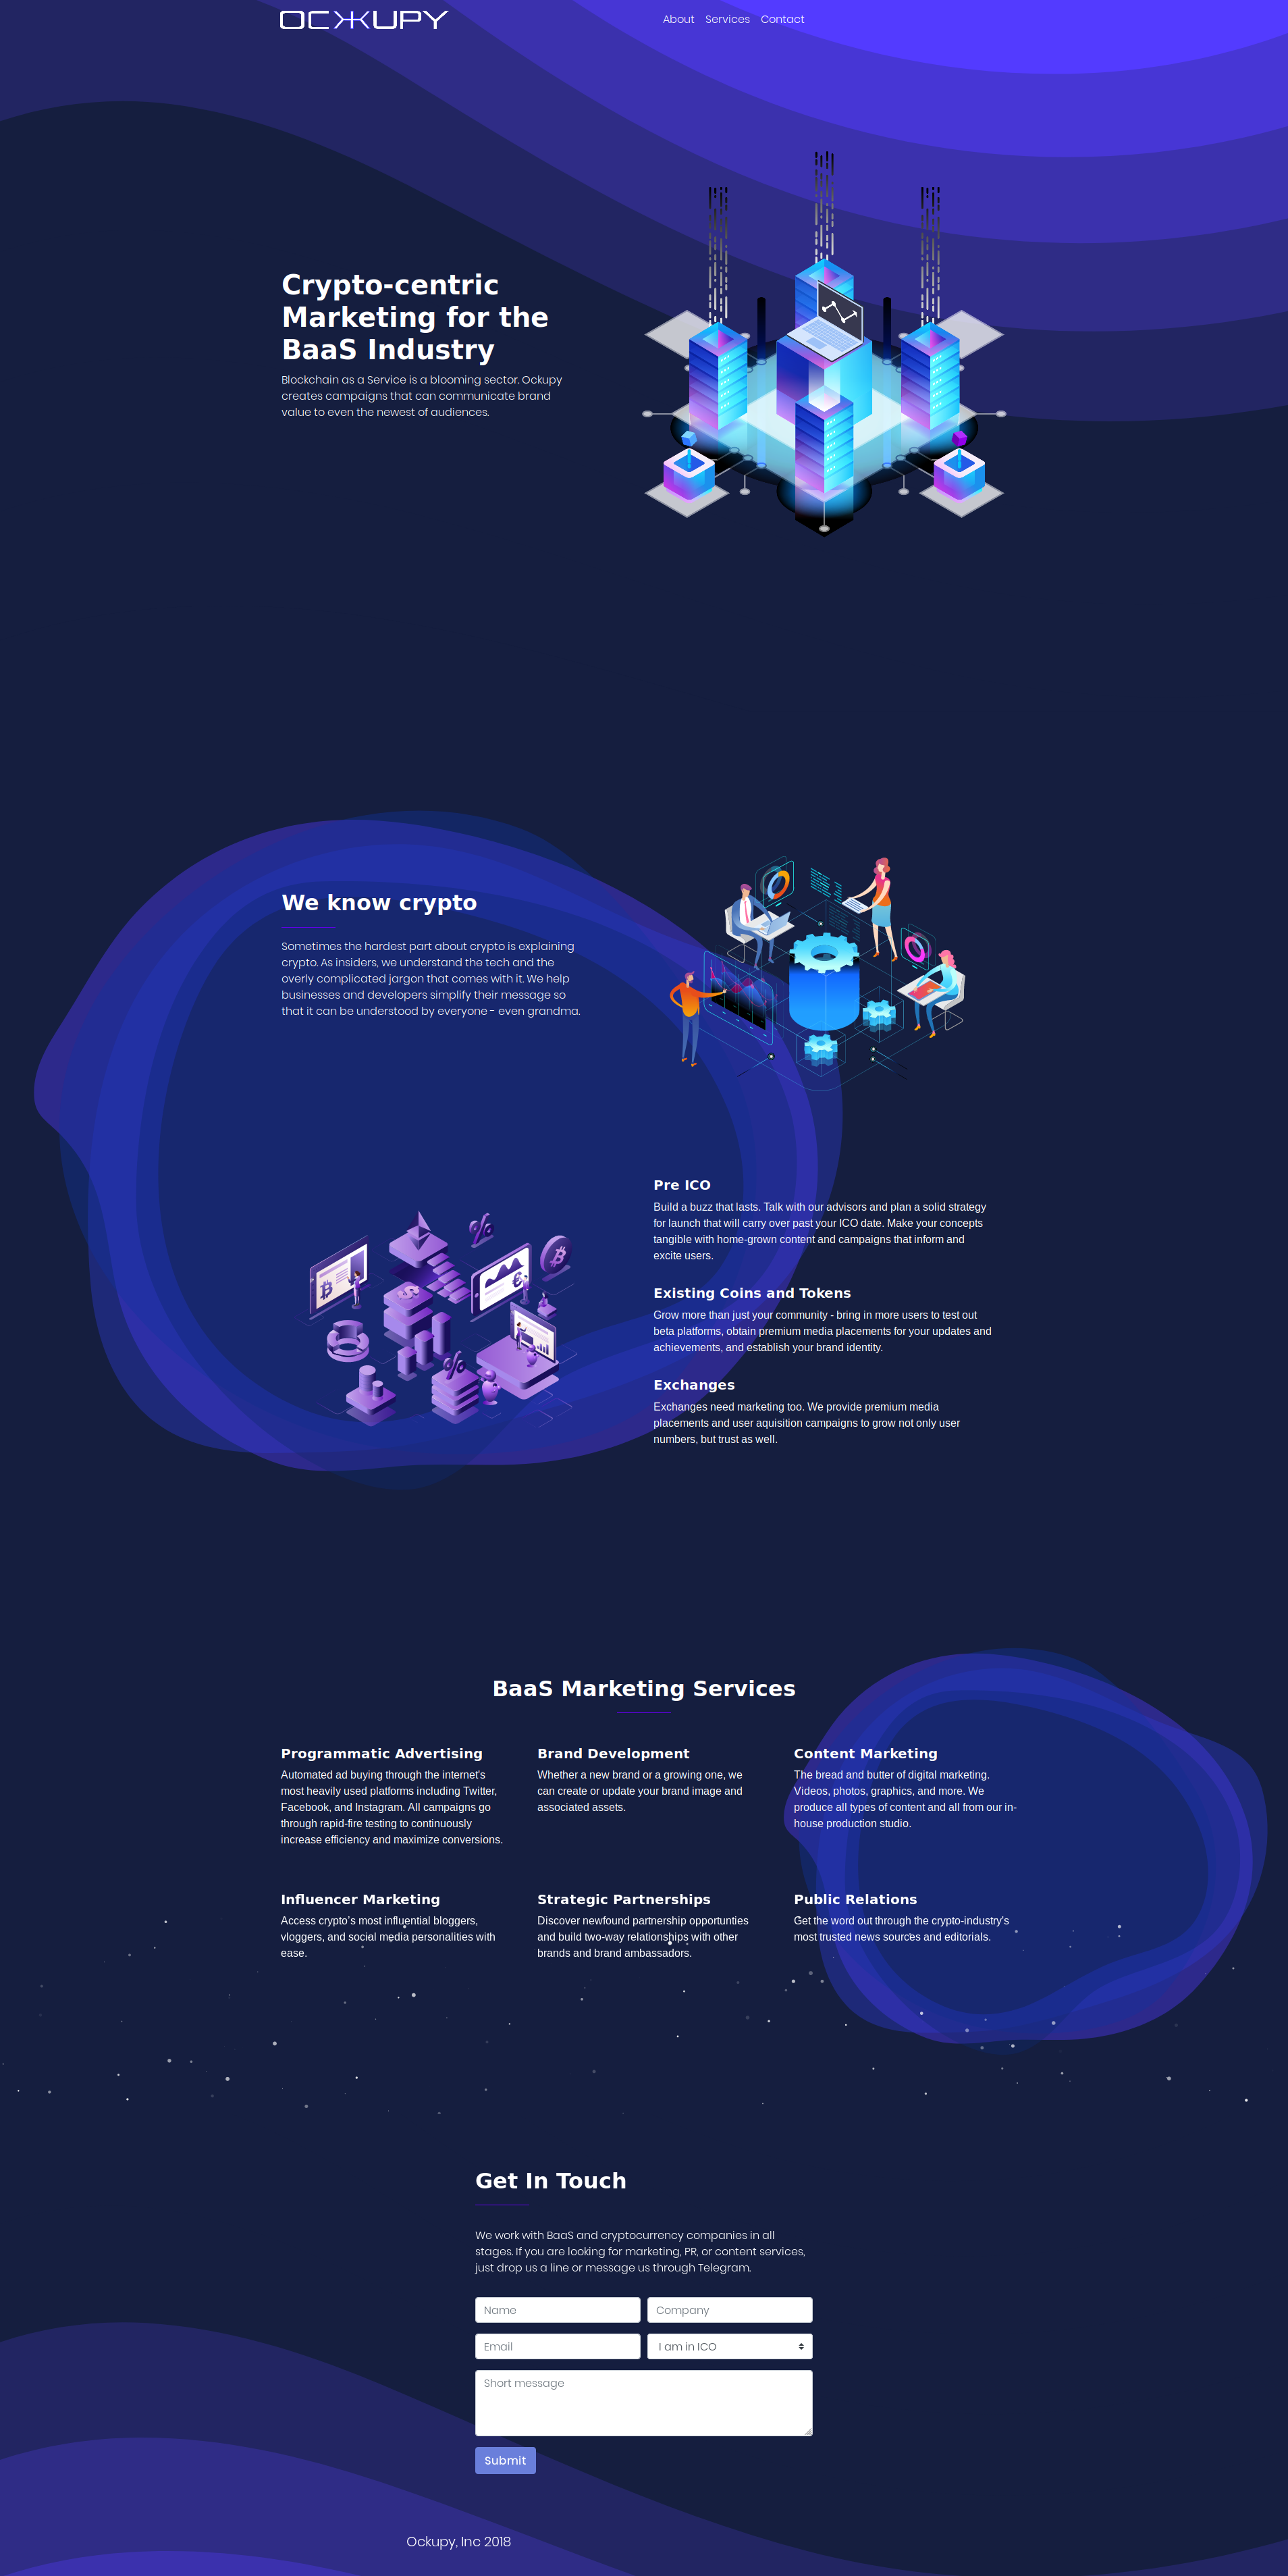 OCKUPY
About Services Contact
Crypto-centric
Marketing for the
BaaS Industry
Blockchain as a Service is a blooming sector. Ockupy
creates campaigns that can communicate brand
value to even the newest of audiences.
We know crypto
Sometimes the hardest part about crypto is explaining
crypto. As insiders, we understand the tech and the
overly complicated jargon that comes with it. We help
businesses and developers simplify their message so
that it can be understood by everyone - even grandma.
Pre ICO
Build a buzz that lasts. Talk with our advisors and plan a solid strategy
for launch that will carry over past your ICO date. Make your concepts
tangible with home-grown content and campaigns that inform and
excite users.
Existing Coins and Tokens
Grow more than just your community - bring in more users to test out
beta platforms, obtain premium media placements for your updates and
achievements, and establish your brand identity.
Exchanges
Exchanges need marketing too. We provide premium media
placements and user aquisition campaigns to grow not only user
numbers, but trust as well.
BaaS Marketing Services
Programmatic Advertising
Automated ad buying through the internet's
most heavily used platforms including Twitter,
Facebook, and Instagram. All campaigns go
through rapid-fire testing to continuously
increase efficiency and maximize conversions.
Brand Development
Whether a new brand or a growing one, we
can create or update your brand image and
associated assets.
Content Marketing
The bread and butter of digital marketing.
Videos, photos, graphics, and more. We
produce all types of content and all from our in-
house production studio.
Influencer Marketing
Access crypto's most influential bloggers,
vloggers, and social media personalities with
ease.
Strategic Partnerships
Discover newfound partnership opportunties
and build two-way relationships with other
brands and brand ambassadors.
Public Relations
Get the word out through the crypto-industry's
most trusted news sources and editorials.
Get In Touch
We work with BaaS and cryptocurrency companies in all
stages. If you are looking for marketing, PR, or content services,
just drop us a line or message us through Telegram.
Name
Company
Email
I am in ICO
Short message
Submit
Ockupy, Inc 2018